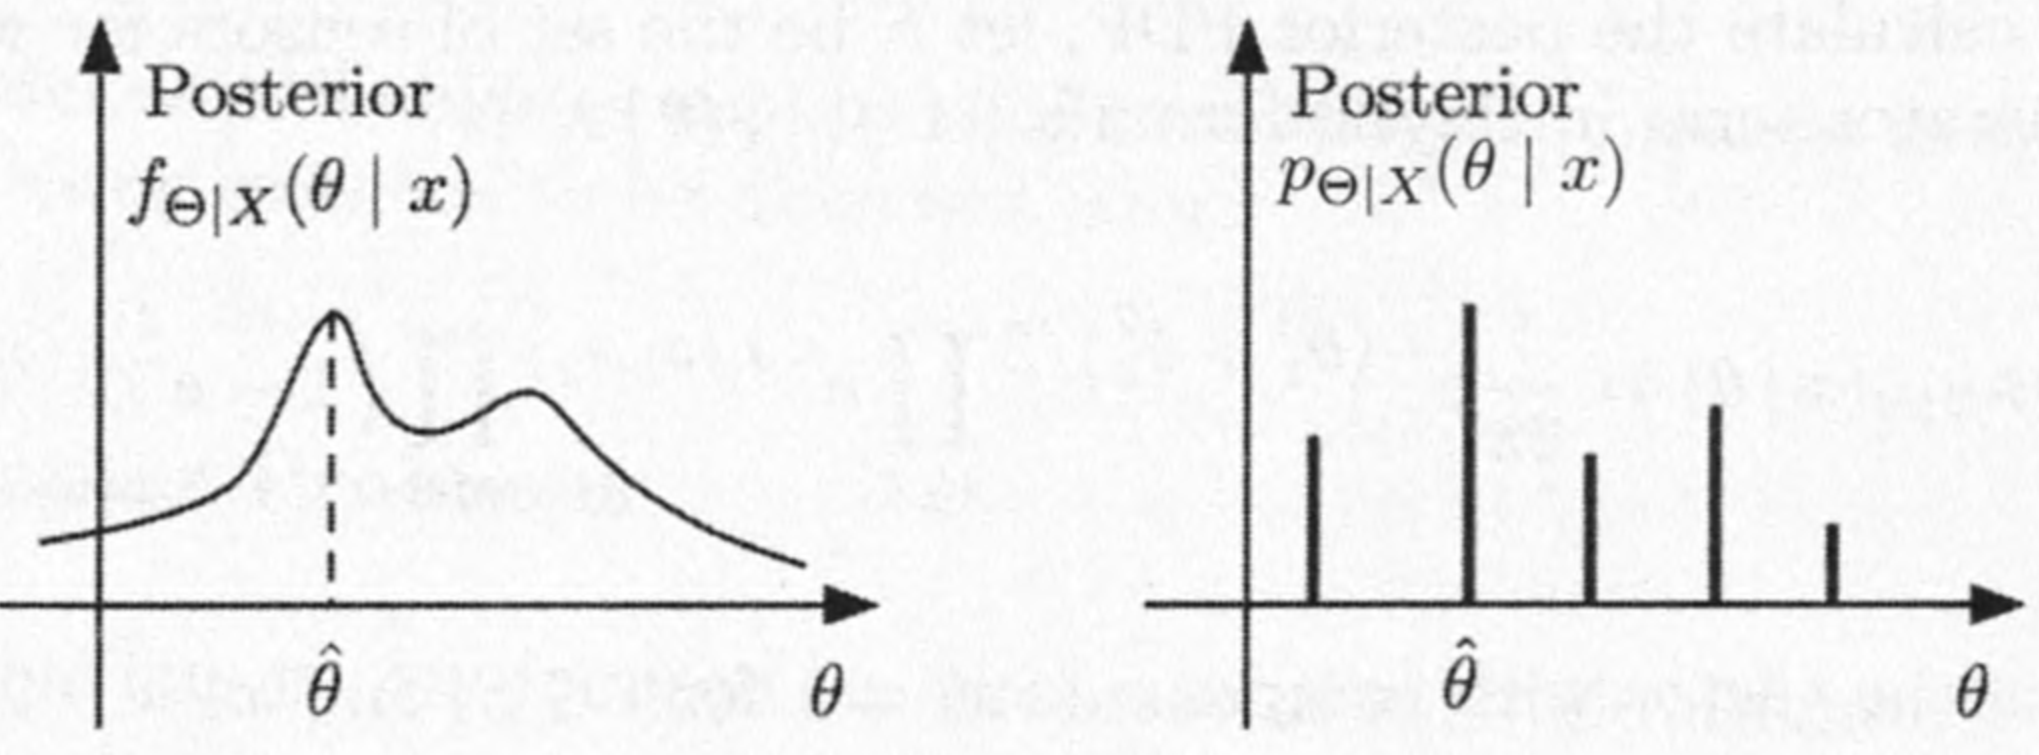 Posterior
f_{Θ|X}(θ | x)
θ̂
θ
Posterior
p_{Θ|X}(θ | x)
θ̂
θ